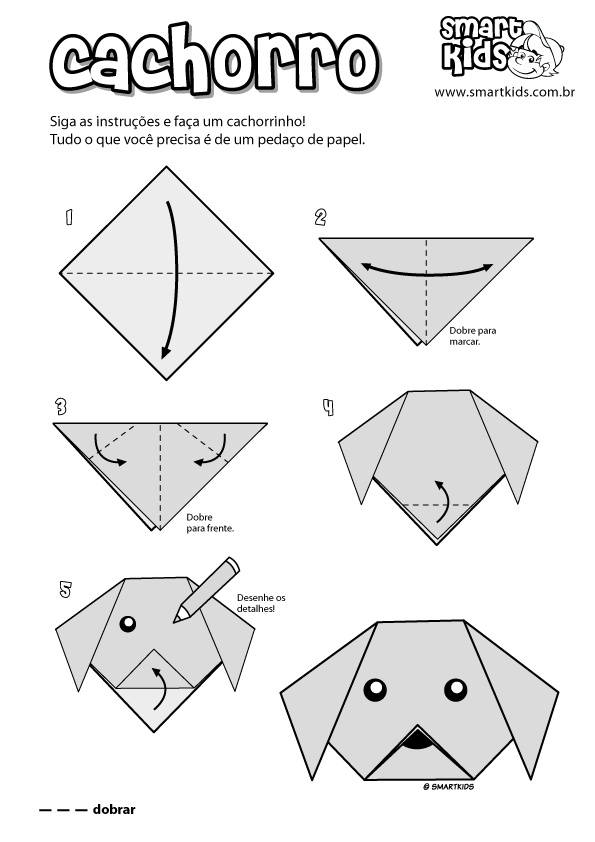 cachorro
smart
kids
www.smartkids.com.br
Siga as instruções e faça um cachorrinho!
Tudo o que você precisa é de um pedaço de papel.
1
2
Dobre para
marcar.
3
Dobre
para frente.
4
5
Desenhe os
detalhes!
© SMARTKIDS
dobrar